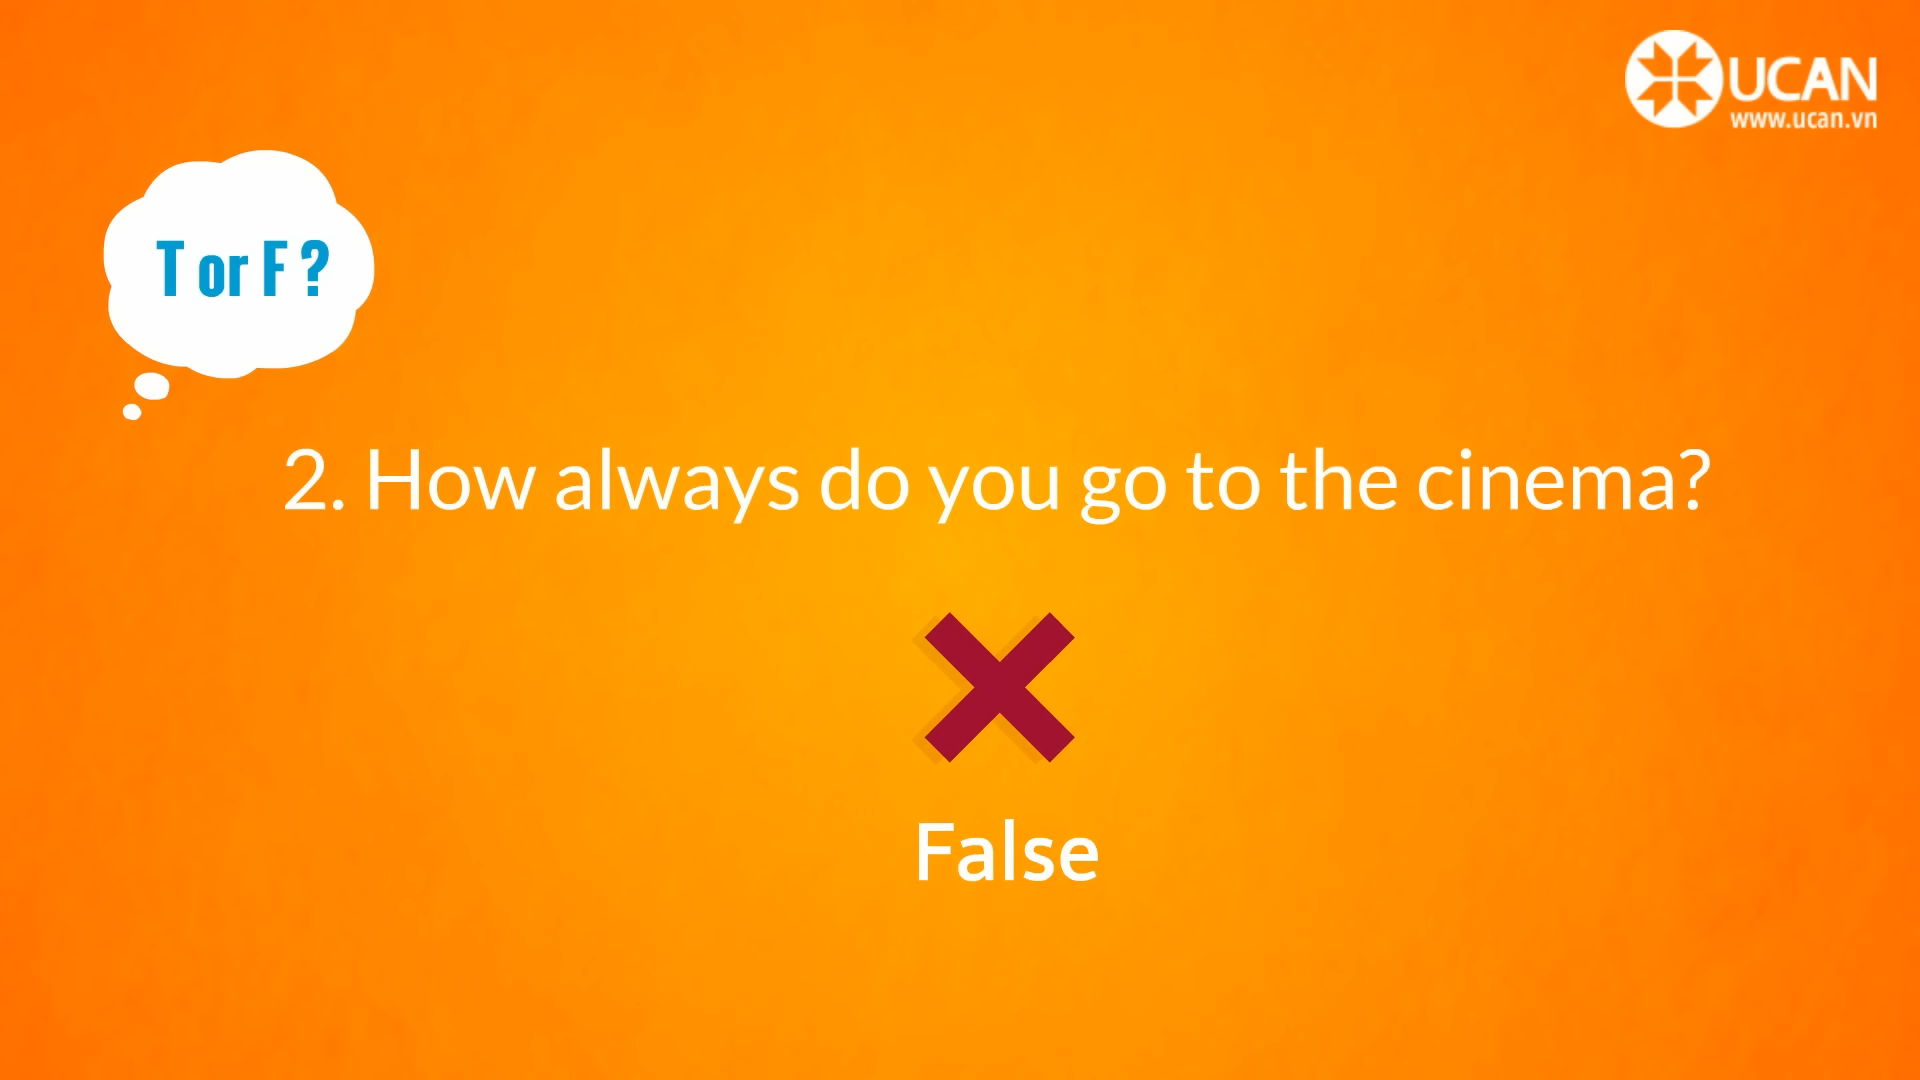 UCAN
www.ucan.vn
T or F ?
2. How always do you go to the cinema?
False